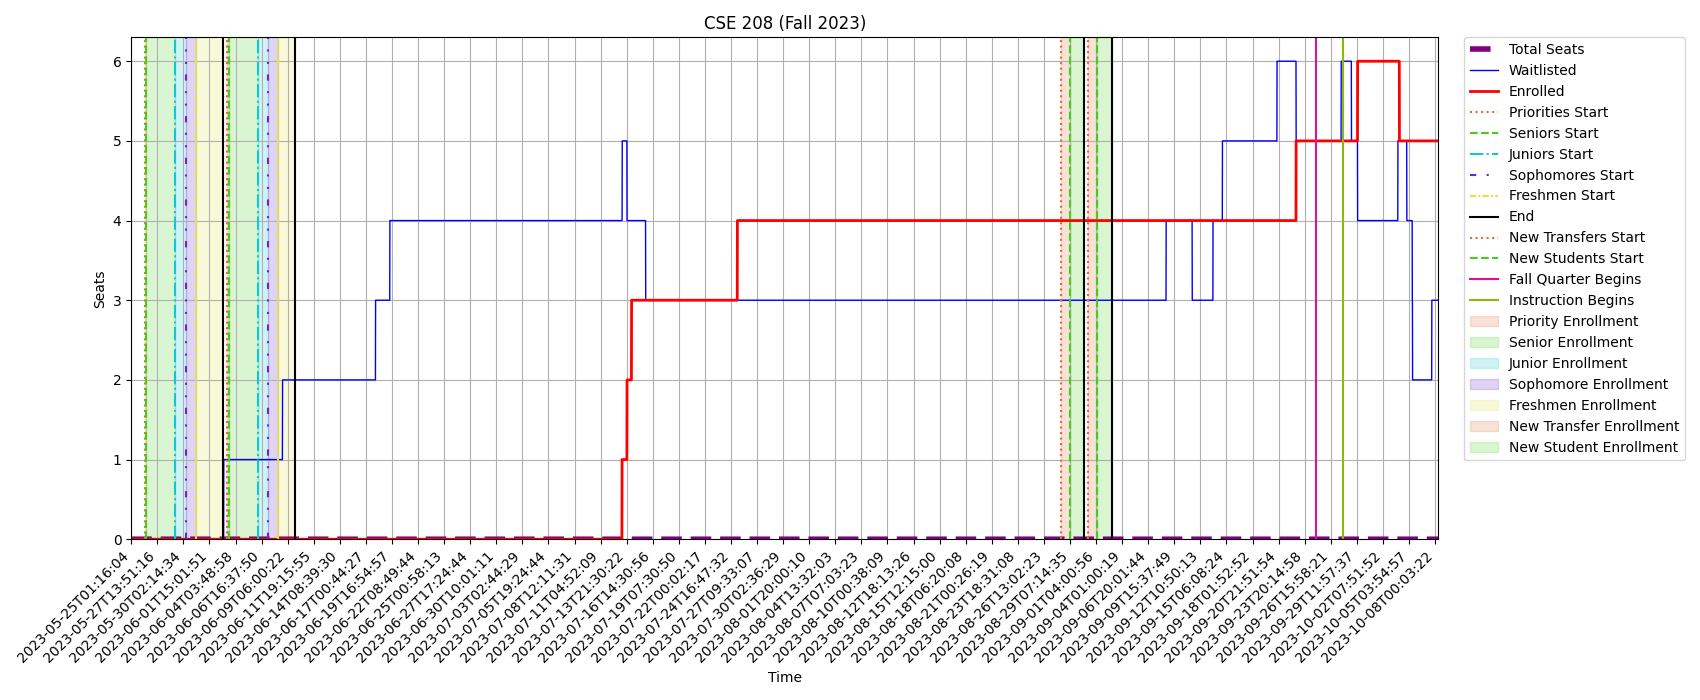 CSE 208 (Fall 2023)
Seats
6
5
4
3
2
1
0
2023-05-25T01:16:04
2023-05-27T13:51:16
2023-05-30T02:14:34
2023-06-01T15:01:51
2023-06-04T03:48:58
2023-06-06T16:37:50
2023-06-09T06:00:22
2023-06-11T19:15:55
2023-06-14T08:39:30
2023-06-17T00:44:27
2023-06-19T16:54:57
2023-06-22T08:49:44
2023-06-25T00:58:13
2023-06-27T17:24:44
2023-06-30T10:01:11
2023-07-03T02:44:29
2023-07-05T19:24:44
2023-07-08T12:11:31
2023-07-11T04:52:09
2023-07-13T21:30:22
2023-07-16T14:30:56
2023-07-19T07:30:50
2023-07-22T00:02:17
2023-07-24T16:47:32
2023-07-27T09:33:07
2023-07-30T02:36:29
2023-08-01T20:00:10
2023-08-04T13:32:03
2023-08-07T07:03:23
2023-08-10T00:38:09
2023-08-12T18:13:26
2023-08-15T12:15:00
2023-08-18T06:20:08
2023-08-21T00:26:19
2023-08-23T18:31:08
2023-08-26T13:02:23
2023-08-29T07:14:35
2023-09-01T04:00:56
2023-09-04T01:00:19
2023-09-06T20:01:44
2023-09-09T15:37:49
2023-09-12T10:50:13
2023-09-15T06:08:24
2023-09-18T01:52:52
2023-09-20T21:51:54
2023-09-23T20:14:58
2023-09-26T15:58:21
2023-09-29T11:57:37
2023-10-02T07:51:52
2023-10-05T03:54:57
2023-10-08T00:03:22
Time
Total Seats
Waitlisted
Enrolled
Priorities Start
Seniors Start
Juniors Start
Sophomores Start
Freshmen Start
End
New Transfers Start
New Students Start
Fall Quarter Begins
Instruction Begins
Priority Enrollment
Senior Enrollment
Junior Enrollment
Sophomore Enrollment
Freshmen Enrollment
New Transfer Enrollment
New Student Enrollment